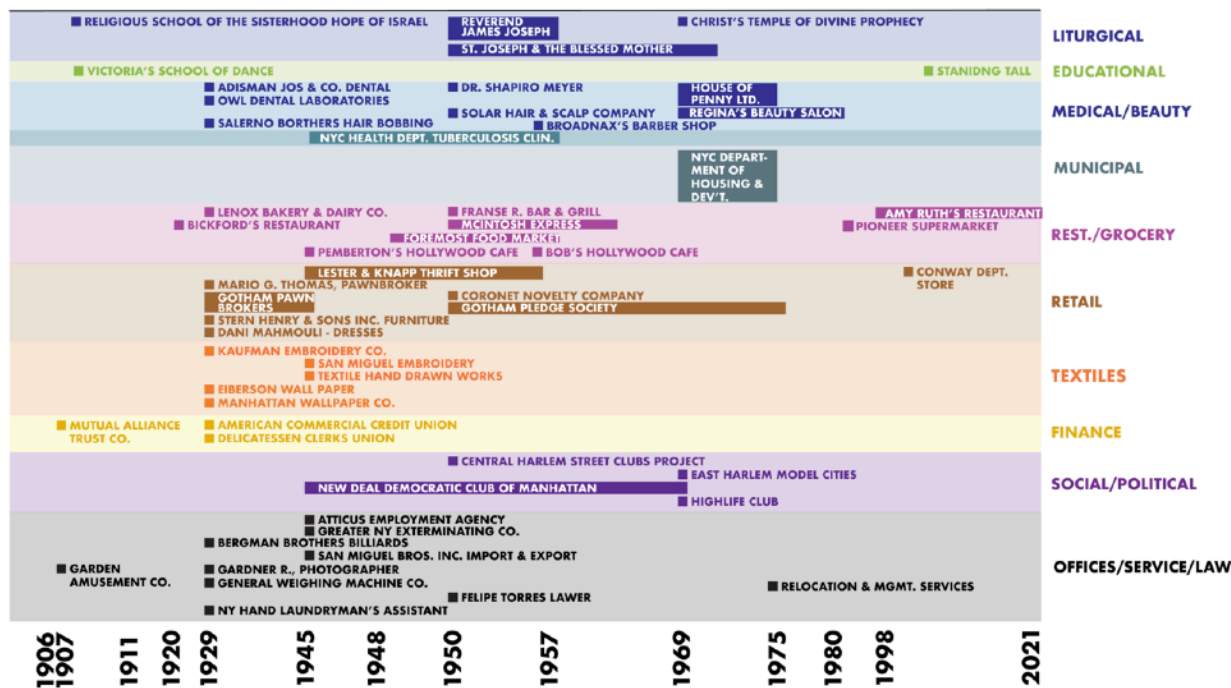 RELIGIOUS SCHOOL OF THE SISTERHOOD HOPE OF ISRAEL
REVEREND
JAMES JOSEPH
CHRIST'S TEMPLE OF DIVINE PROPHECY
ST. JOSEPH & THE BLESSED MOTHER
LITURGICAL
VICTORIA'S SCHOOL OF DANCE
STANIDNG TALL
EDUCATIONAL
ADISMAN JOS & CO. DENTAL
DR. SHAPIRO MEYER
HOUSE OF
PENNY LTD.
OWL DENTAL LABORATORIES
SOLAR HAIR & SCALP COMPANY
REGINA'S BEAUTY SALON
SALERNO BORTHERS HAIR BOBBING
BROADNAX'S BARBER SHOP
MEDICAL/BEAUTY
NYC HEALTH DEPT. TUBERCULOSIS CLIN.
NYC DEPART-
MENT OF
HOUSING &
DEV'T.
MUNICIPAL
LENOX BAKERY & DAIRY CO.
FRANSE R. BAR & GRILL
AMY RUTH'S RESTAURANT
BICKFORD'S RESTAURANT
MCINTOSH EXPRESS
PIONEER SUPERMARKET
FOREMOST FOOD MARKET
PEMBERTON'S HOLLYWOOD CAFE
BOB'S HOLLYWOOD CAFE
REST./GROCERY
LESTER & KNAPP THRIFT SHOP
CONWAY DEPT.
STORE
MARIO G. THOMAS, PAWNBROKER
GOTHAM PAWN
BROKERS
CORONET NOVELTY COMPANY
GOTHAM PLEDGE SOCIETY
STERN HENRY & SONS INC. FURNITURE
DANI MAHMOULI - DRESSES
RETAIL
KAUFMAN EMBROIDERY CO.
SAN MIGUEL EMBROIDERY
TEXTILE HAND DRAWN WORKS
EIBERSON WALL PAPER
MANHATTAN WALLPAPER CO.
TEXTILES
MUTUAL ALLIANCE
TRUST CO.
AMERICAN COMMERCIAL CREDIT UNION
DELICATESSEN CLERKS UNION
FINANCE
CENTRAL HARLEM STREET CLUBS PROJECT
EAST HARLEM MODEL CITIES
NEW DEAL DEMOCRATIC CLUB OF MANHATTAN
HIGHLIFE CLUB
SOCIAL/POLITICAL
ATTICUS EMPLOYMENT AGENCY
GREATER NY EXTERMINATING CO.
BERGMAN BROTHERS BILLIARDS
SAN MIGUEL BROS. INC. IMPORT & EXPORT
GARDEN
AMUSEMENT CO.
GARDNER R., PHOTOGRAPHER
GENERAL WEIGHING MACHINE CO.
RELOCATION & MGMT. SERVICES
FELIPE TORRES LAWER
NY HAND LAUNDRYMAN'S ASSISTANT
OFFICES/SERVICE/LAW
1906
1907
1911
1920
1929
1945
1948
1950
1957
1969
1975
1980
1998
2021